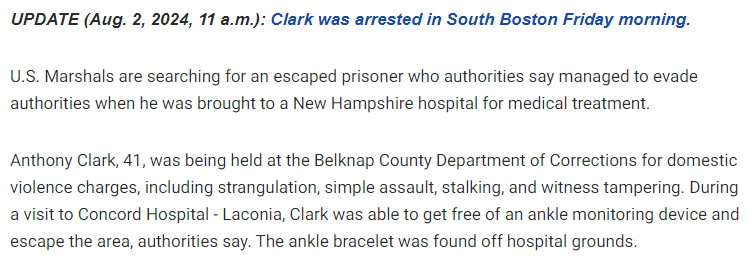 UPDATE (Aug. 2, 2024, 11 a.m.): Clark was arrested in South Boston Friday morning.
U.S. Marshals are searching for an escaped prisoner who authorities say managed to evade
authorities when he was brought to a New Hampshire hospital for medical treatment.
Anthony Clark, 41, was being held at the Belknap County Department of Corrections for domestic
violence charges, including strangulation, simple assault, stalking, and witness tampering. During
a visit to Concord Hospital - Laconia, Clark was able to get free of an ankle monitoring device and
escape the area, authorities say. The ankle bracelet was found off hospital grounds.